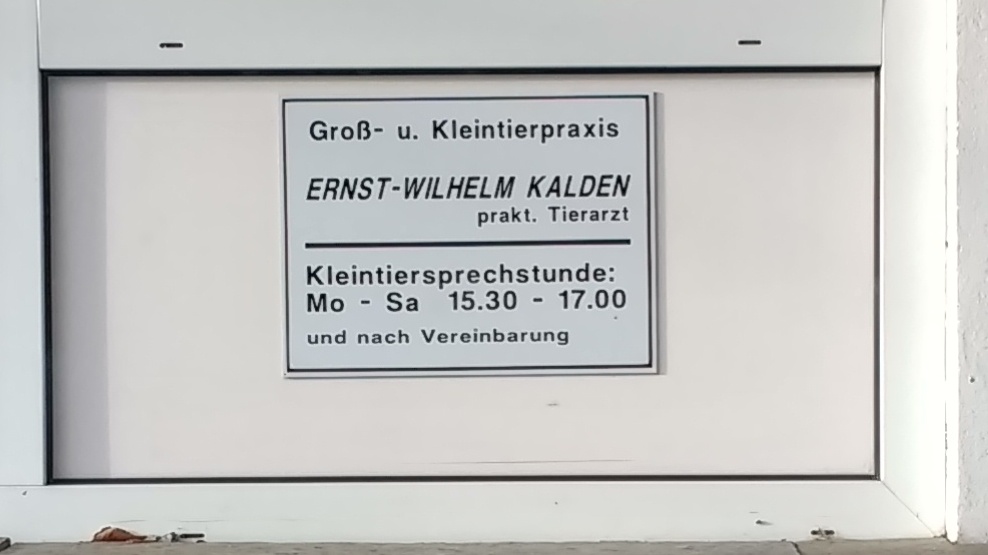 Groß- u. Kleintierpraxis
ERNST-WILHELM KALDEN
prakt. Tierarzt
Kleintiersprechstunde:
Mo - Sa 15.30 - 17.00
und nach Vereinbarung